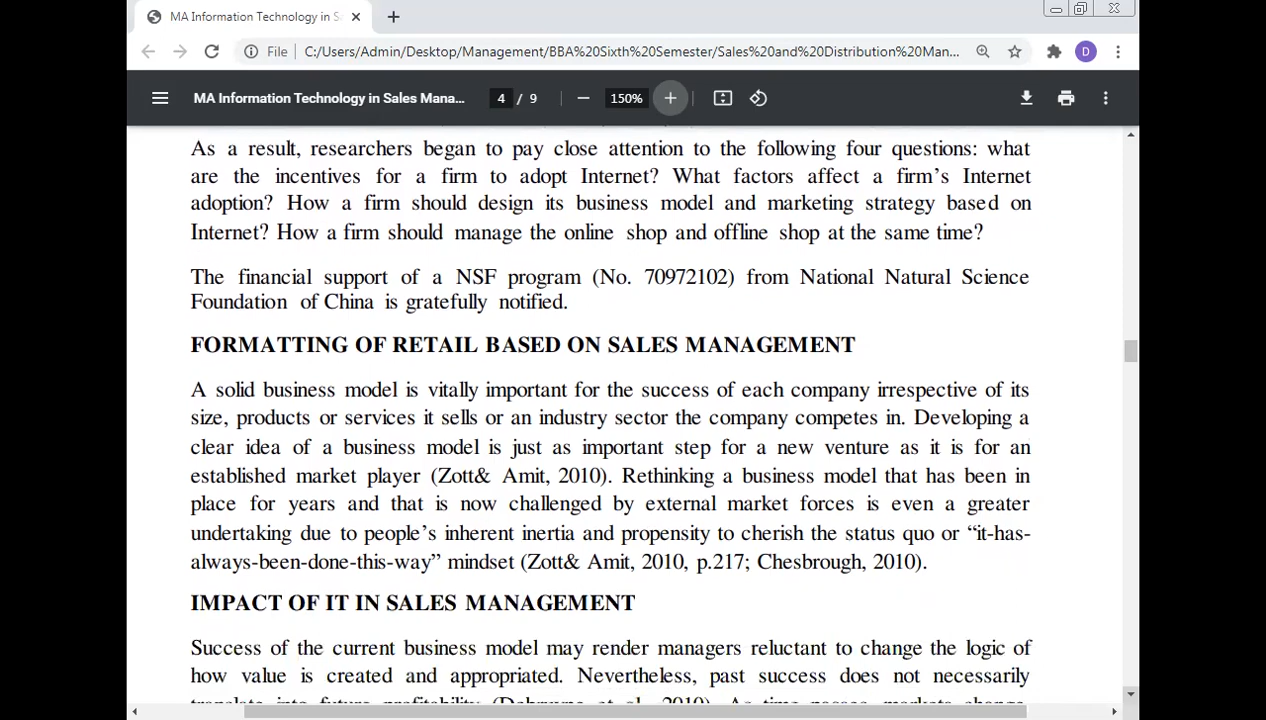 MA Information Technology in S
File C:/Users/Admin/Desktop/Management/BBA%20Sixth%20Semester/Sales%20and%20Distribution%20Man... D
MA Information Technology in Sales Mana... 4 / 9 150%
As a result, researchers began to pay close attention to the following four questions: what
are the incentives for a firm to adopt Internet? What factors affect a firm's Internet
adoption? How a firm should design its business model and marketing strategy based on
Internet? How a firm should manage the online shop and offline shop at the same time?
The financial support of a NSF program (No. 70972102) from National Natural Science
Foundation of China is gratefully notified.
FORMATTING OF RETAIL BASED ON SALES MANAGEMENT
A solid business model is vitally important for the success of each company irrespective of its
size, products or services it sells or an industry sector the company competes in. Developing a
clear idea of a business model is just as important step for a new venture as it is for an
established market player (Zott& Amit, 2010). Rethinking a business model that has been in
place for years and that is now challenged by external market forces is even a greater
undertaking due to people's inherent inertia and propensity to cherish the status quo or “it-has-
always-been-done-this-way” mindset (Zott& Amit, 2010, p.217; Chesbrough, 2010).
IMPACT OF IT IN SALES MANAGEMENT
Success of the current business model may render managers reluctant to change the logic of
how value is created and appropriated. Nevertheless, past success does not necessarily
translate into future profitability